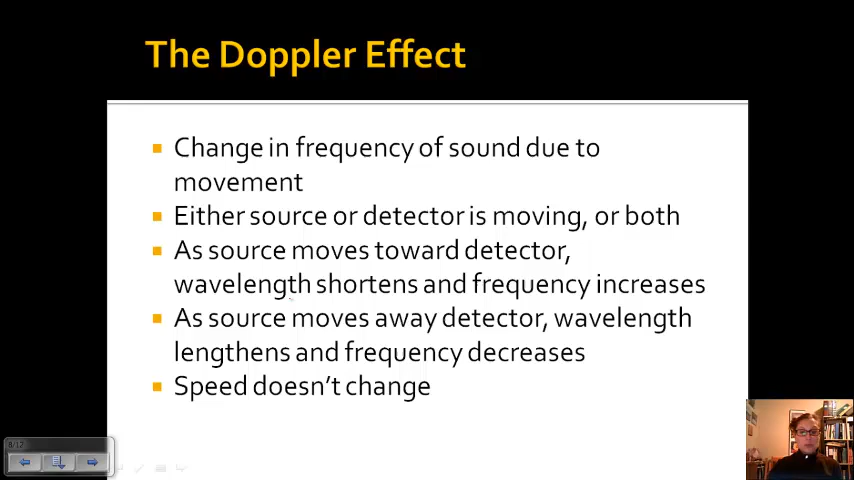 The Doppler Effect
Change in frequency of sound due to
movement
Either source or detector is moving, or both
As source moves toward detector,
wavelength shortens and frequency increases
As source moves away detector, wavelength
lengthens and frequency decreases
Speed doesn't change
8/17